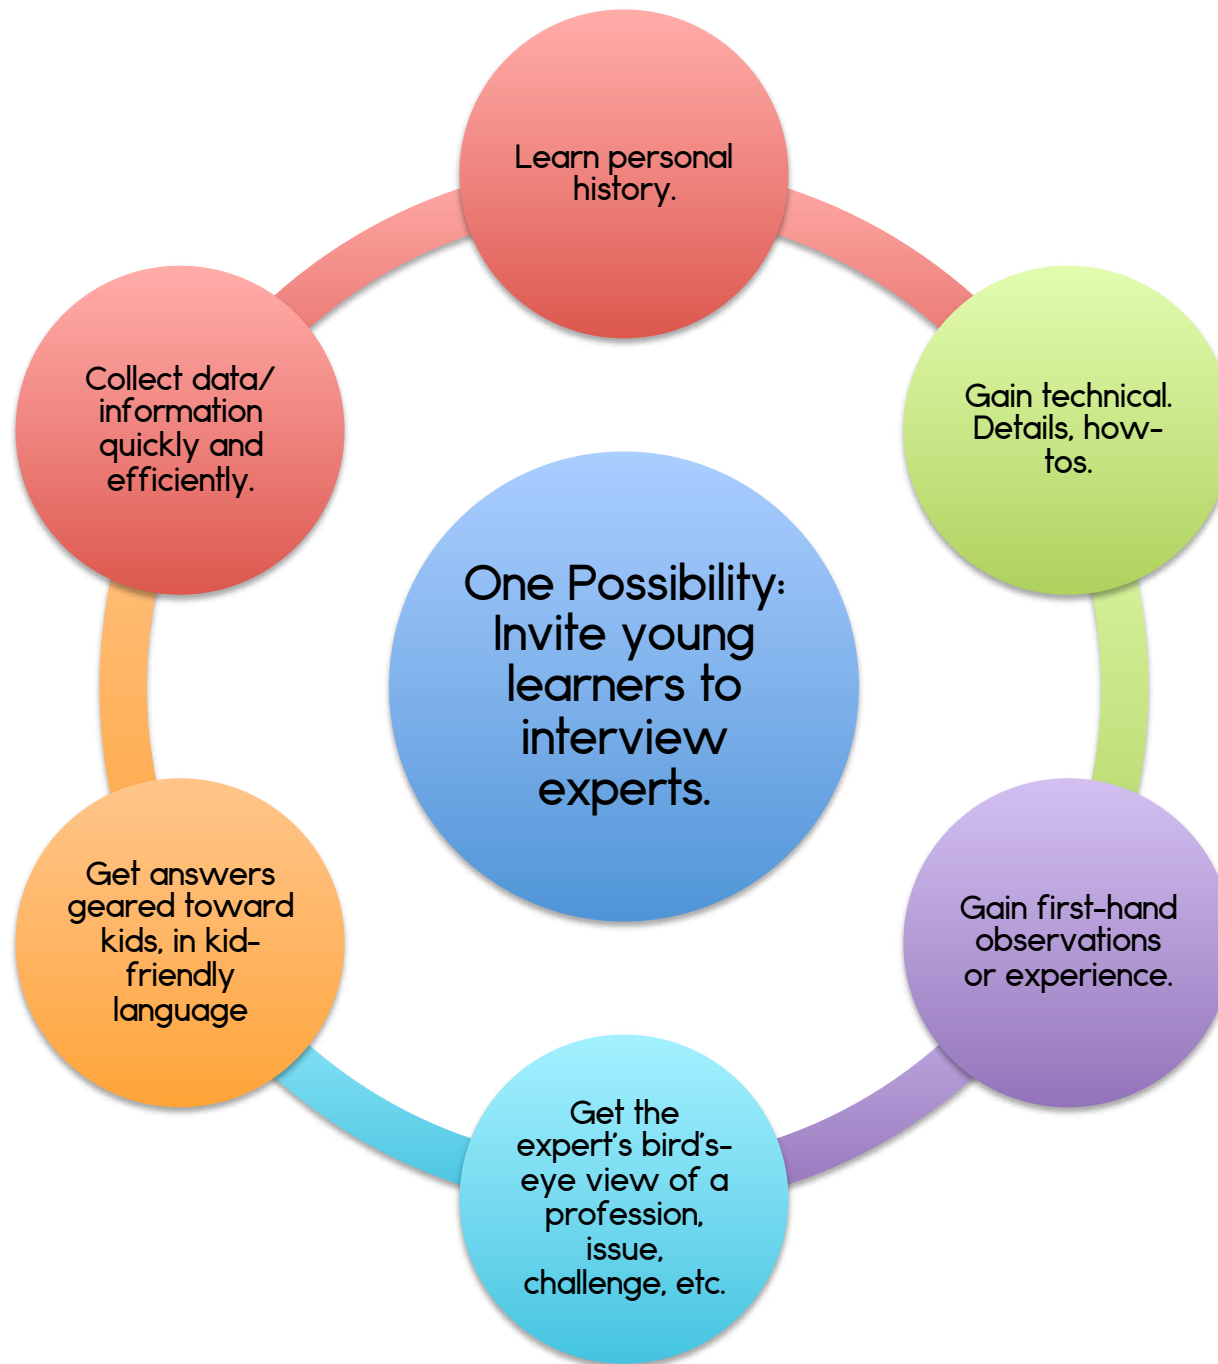 Learn personal
history.
Gain technical.
Details, how-
tos.
Gain first-hand
observations
or experience.
Get the
expert's bird's-
eye view of a
profession,
issue,
challenge, etc.
Get answers
geared toward
kids, in kid-
friendly
language
Collect data/
information
quickly and
efficiently.
One Possibility:
Invite young
learners to
interview
experts.